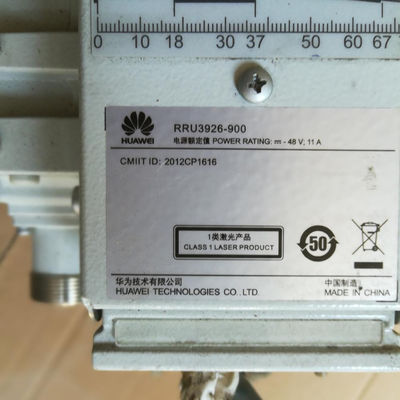 0 10 18 30 37 50 60 67
HUAWEI
RRU3926-900
电源额定值 POWER RATING: ⎓ - 48 V; 11 A
CMIIT ID: 2012CP1616
1类激光产品
CLASS 1 LASER PRODUCT
50
华为技术有限公司
HUAWEI TECHNOLOGIES CO., LTD.
中国制造
MADE IN CHINA